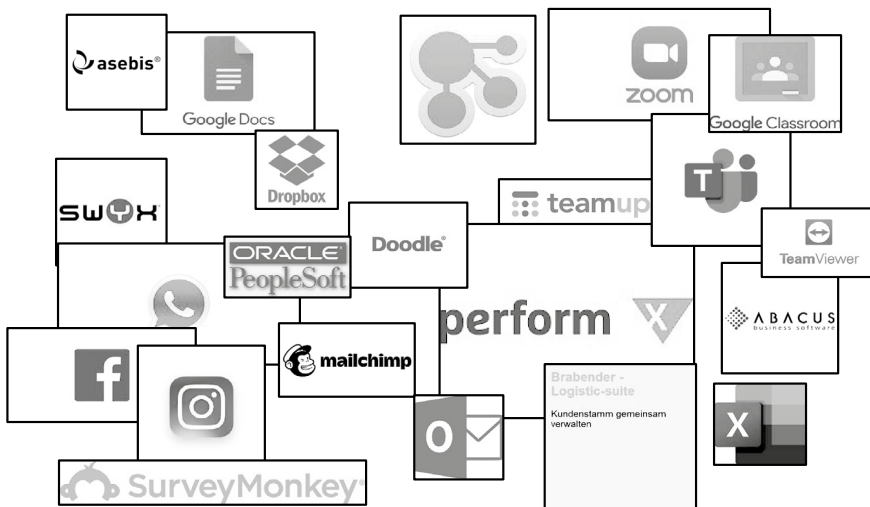 asebis®
Google Docs
zoom
Google Classroom
Dropbox
swyx
teamup
T
ORACLE®
PeopleSoft
Doodle®
TeamViewer
perform X
ABACUS
business software
mailchimp
f
Brabender -
Logistic-suite
Kundenstamm gemeinsam
verwalten
O
X
SurveyMonkey®